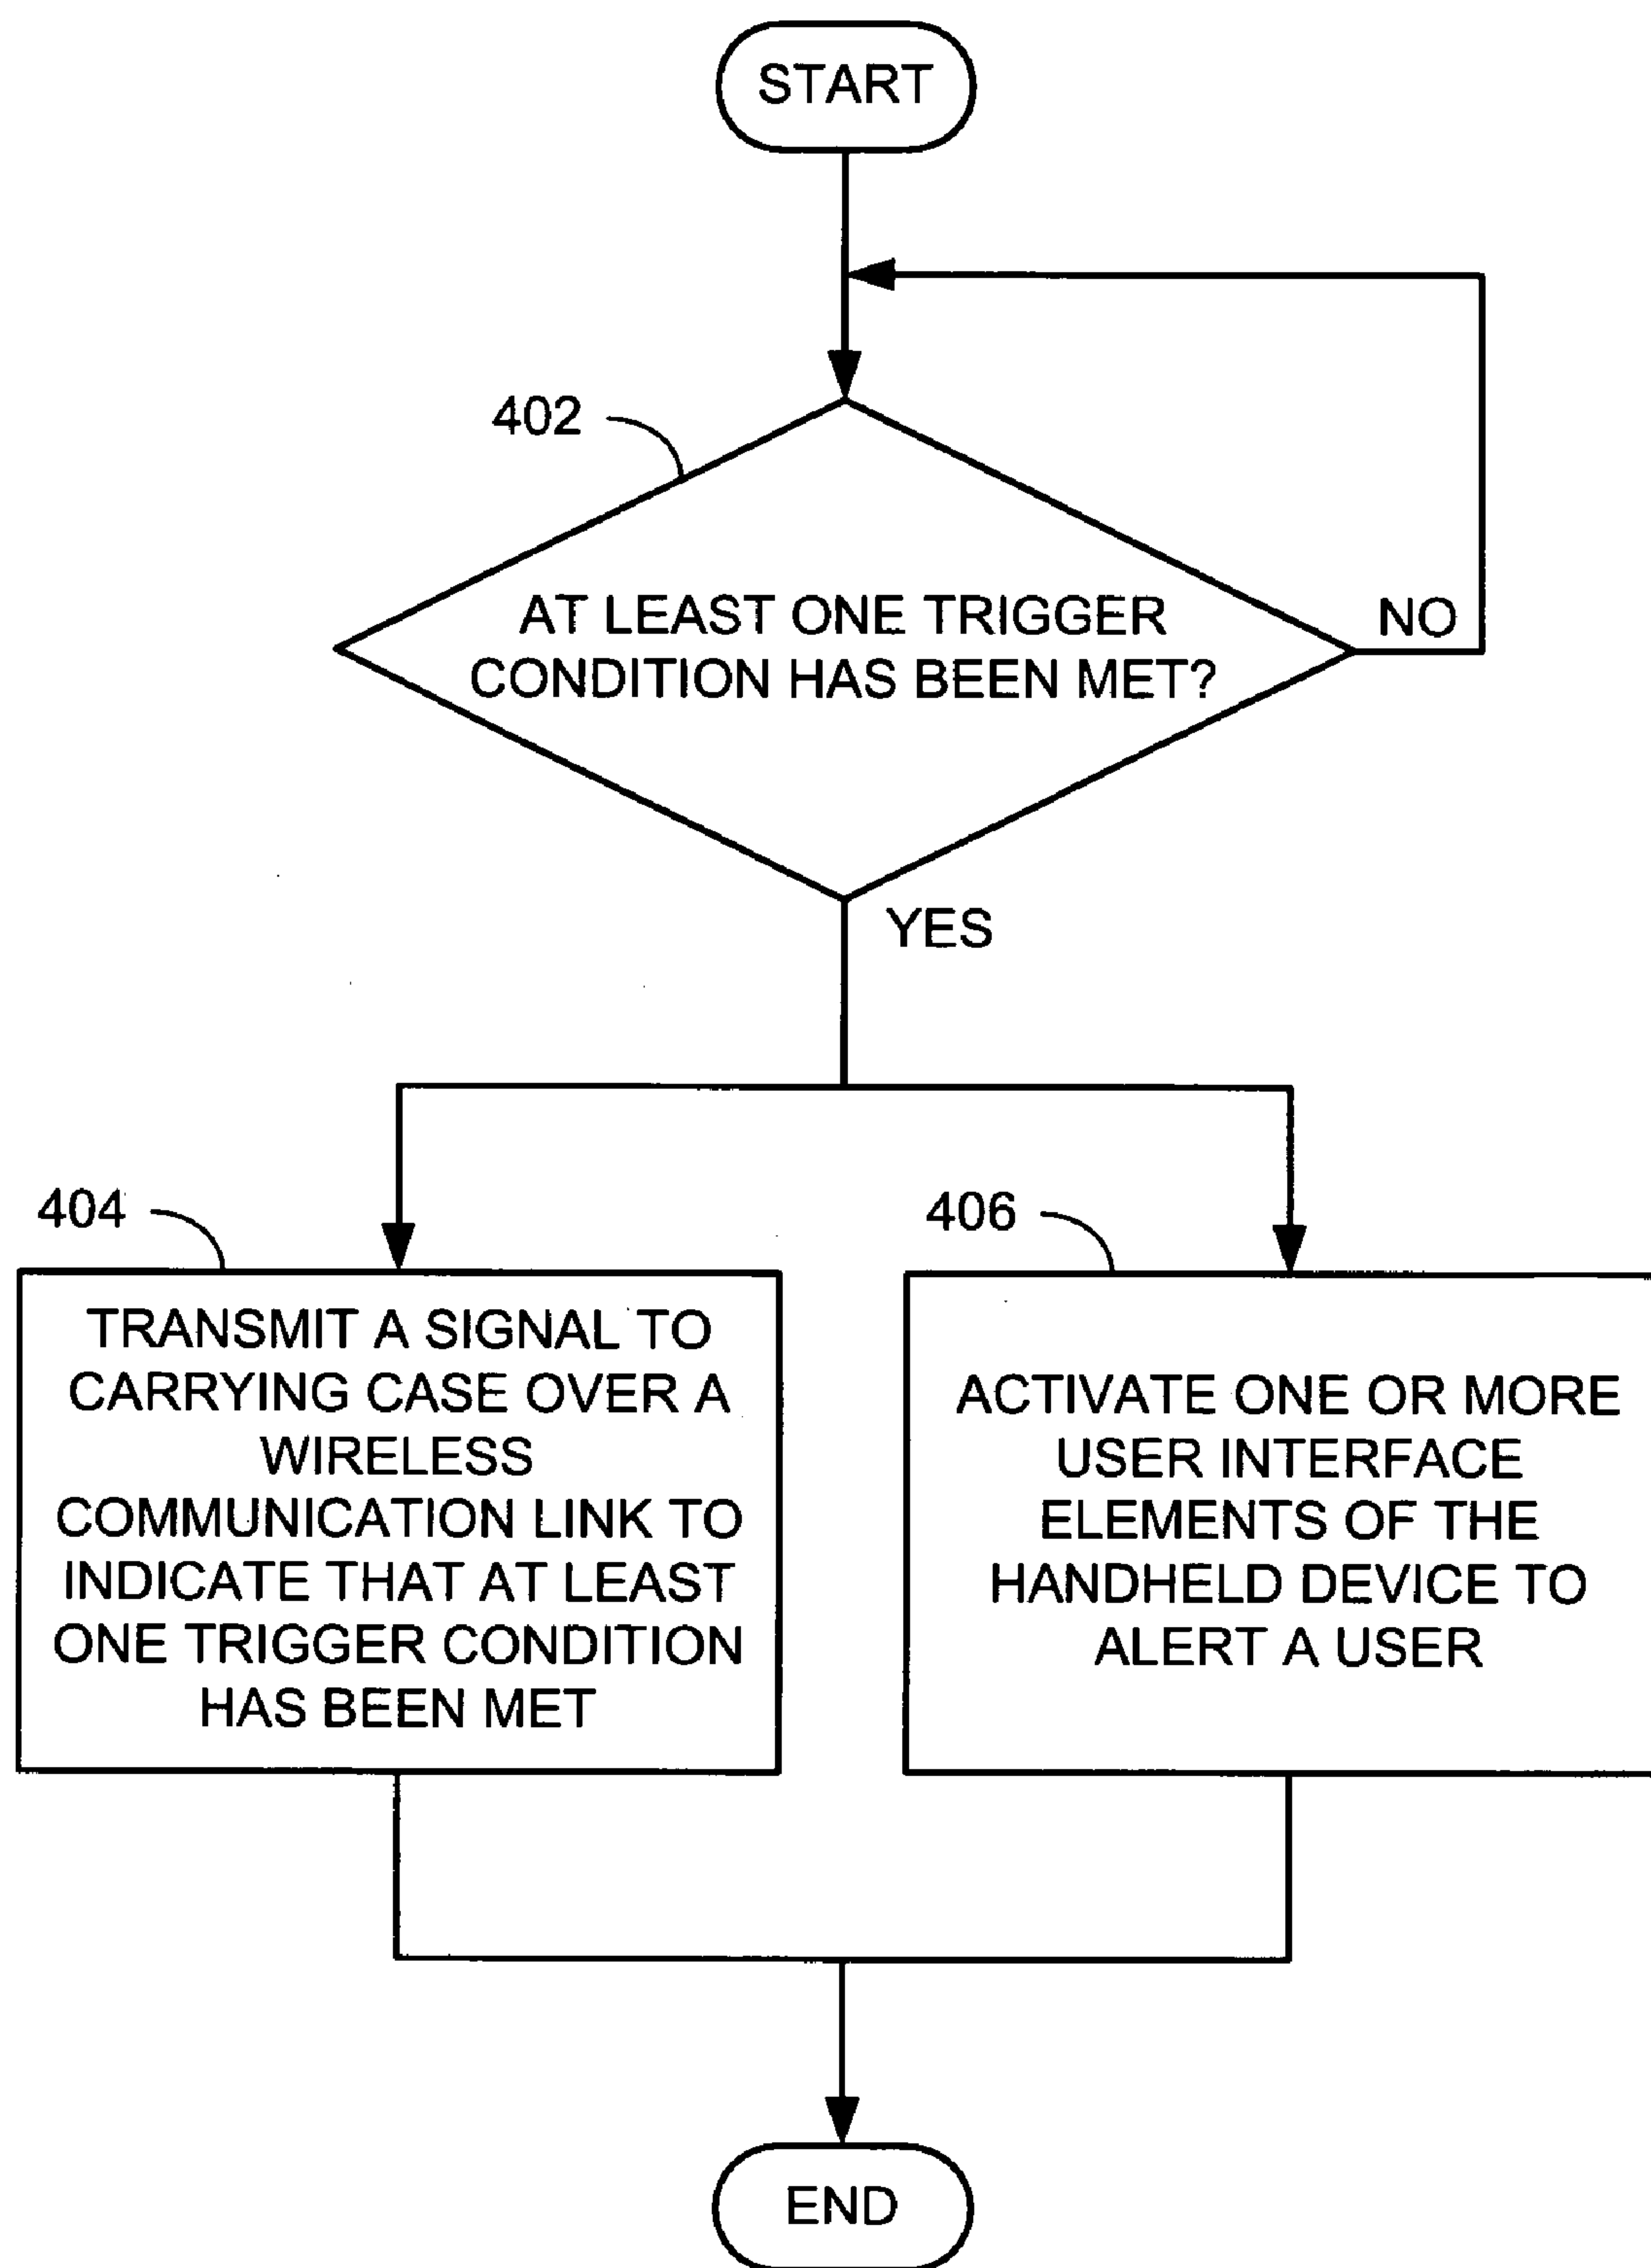 START
402
AT LEAST ONE TRIGGER
CONDITION HAS BEEN MET?
NO
YES
404
TRANSMIT A SIGNAL TO
CARRYING CASE OVER A
WIRELESS
COMMUNICATION LINK TO
INDICATE THAT AT LEAST
ONE TRIGGER CONDITION
HAS BEEN MET
406
ACTIVATE ONE OR MORE
USER INTERFACE
ELEMENTS OF THE
HANDHELD DEVICE TO
ALERT A USER
END